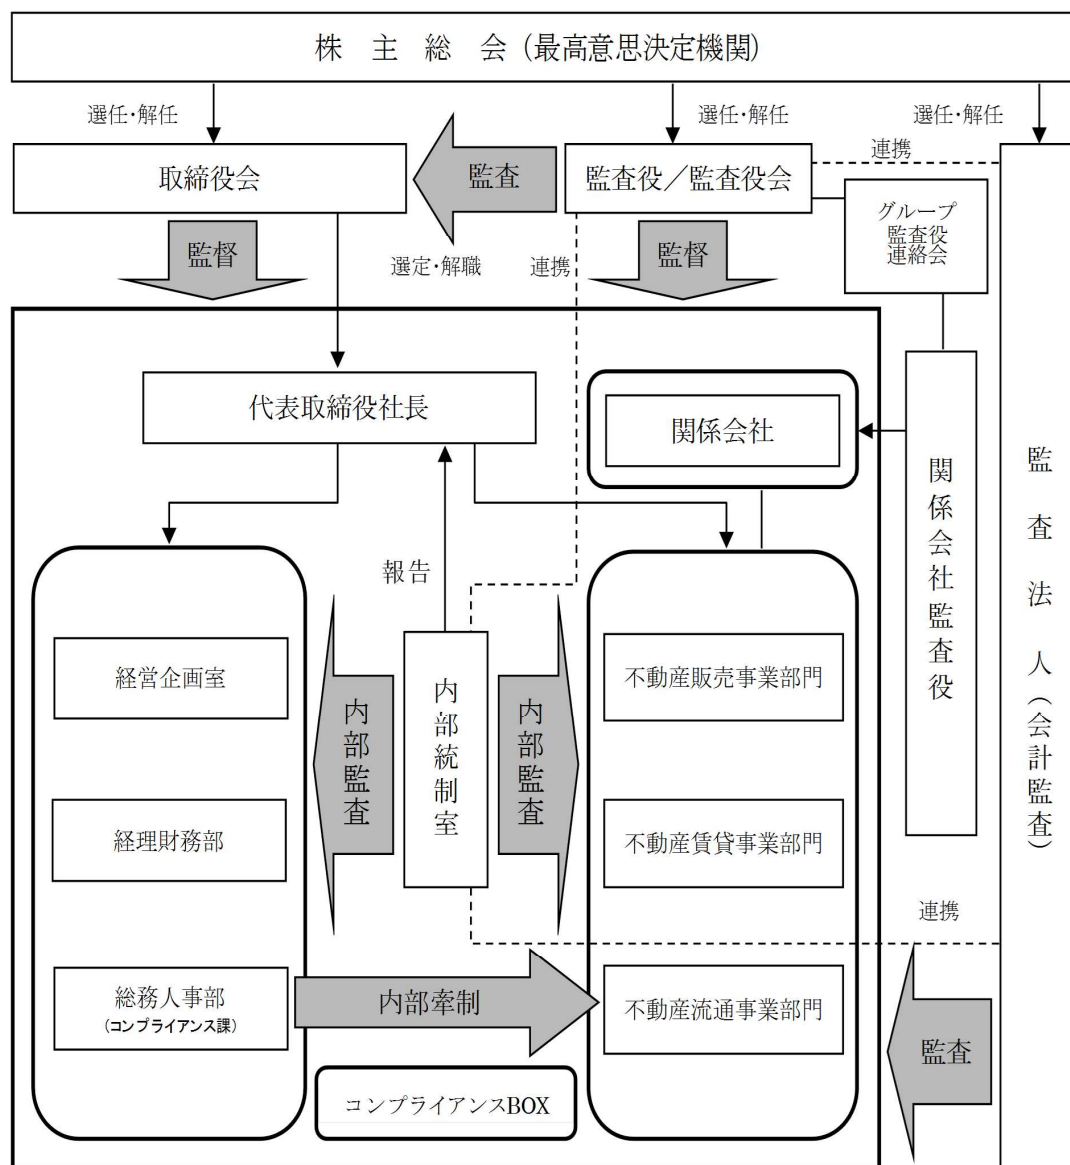 株主総会(最高意思決定機関)
選任・解任
選任・解任
選任・解任
取締役会
監査
監査役／監査役会
連携
グループ
監査役
連絡会
監督
選定・解職
連携
監督
代表取締役社長
関係会社
関係会社監査役
監査法人(会計監査)
報告
経営企画室
経理財務部
総務人事部
(コンプライアンス課)
内部監査
内部統制室
内部監査
不動産販売事業部門
不動産賃貸事業部門
不動産流通事業部門
連携
内部牽制
監査
コンプライアンスBOX